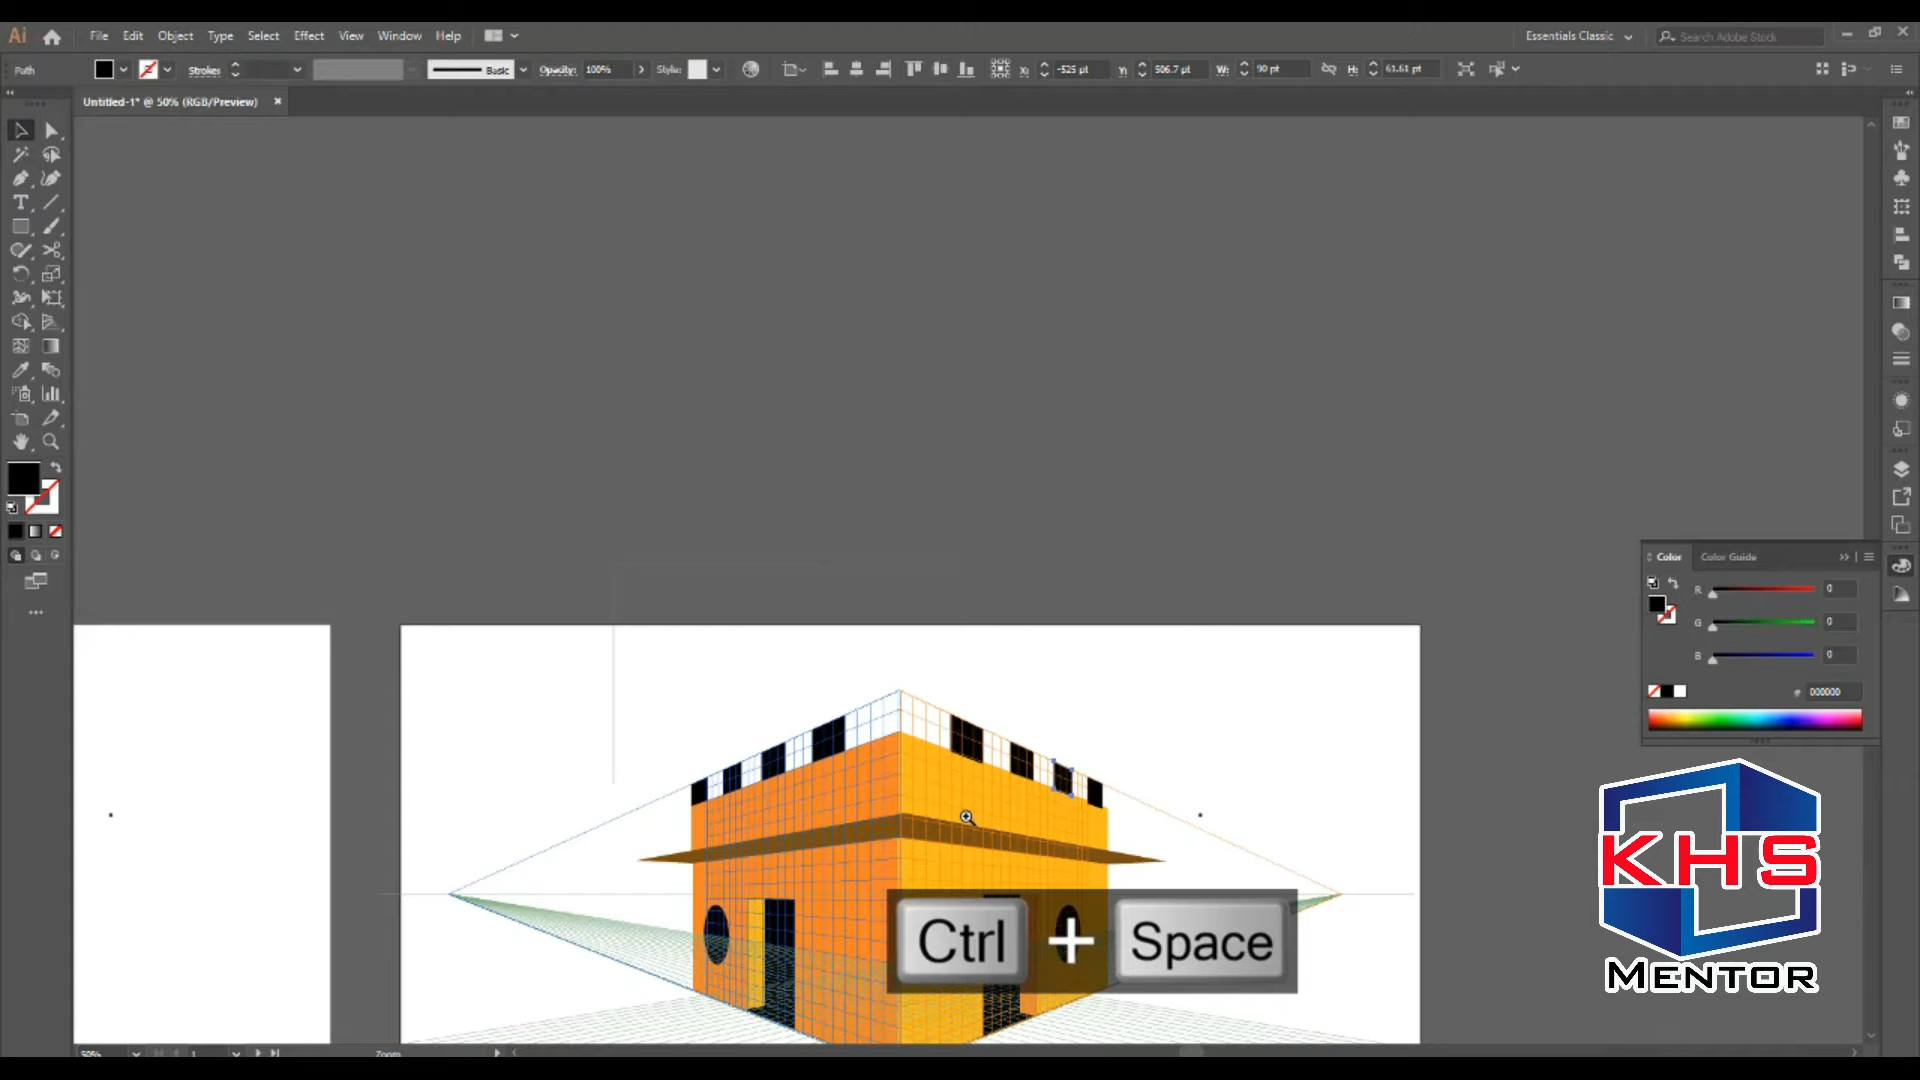 Ai File Edit Object Type Select Effect View Window Help Essentials Classic Search Adobe Stock
Path Stroke: Basic Opacity: 100% Style: X: -525 pt Y: 506.7 pt W: 90 pt H: 61.61 pt
Untitled-1* @ 50% (RGB/Preview) ×
Color Color Guide
R 0
G 0
B 0
# 000000
KHS
MENTOR
Ctrl + Space
50% 1 Zoom